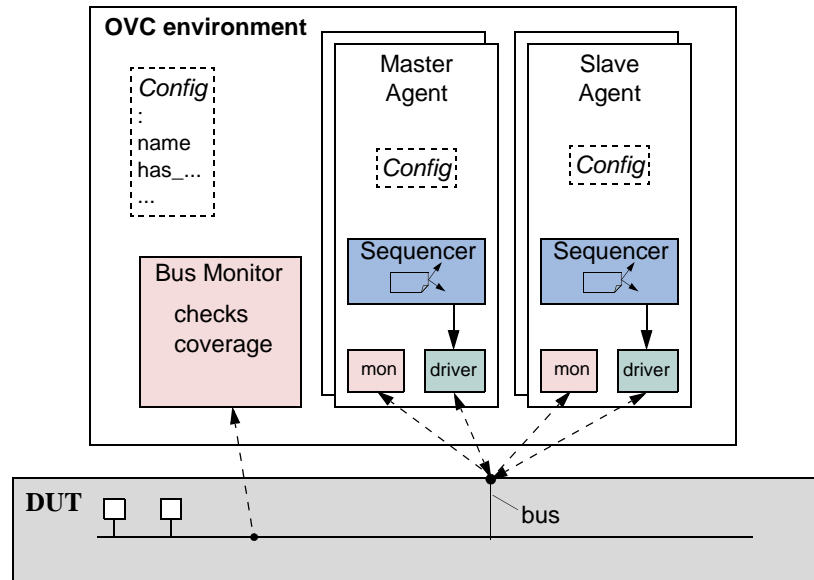 OVC environment
Config
:
name
has_...
...
Bus Monitor
checks
coverage
Master
Agent
Config
Sequencer
mon
driver
Slave
Agent
Config
Sequencer
mon
driver
DUT
bus